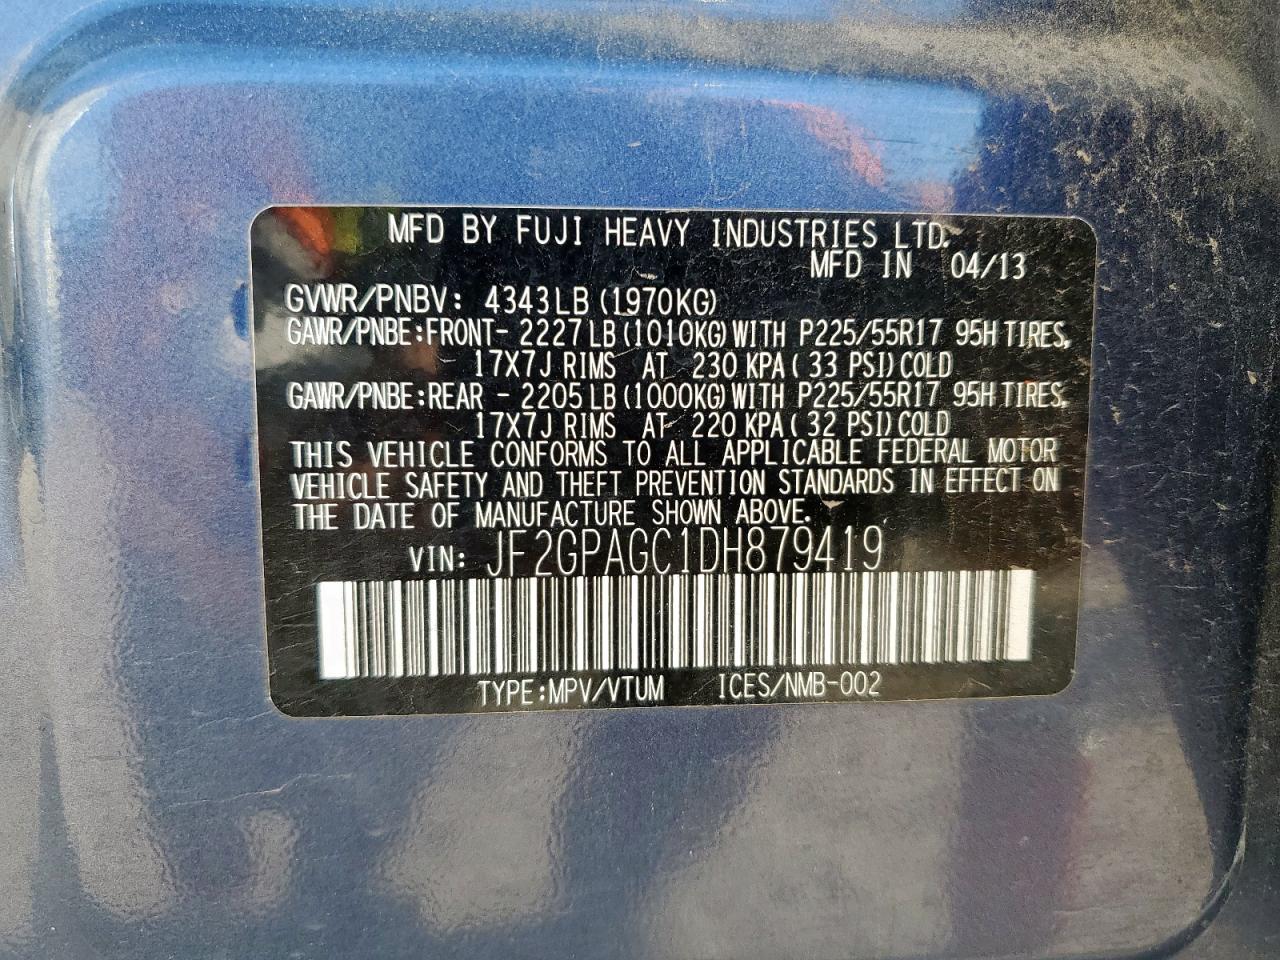 MFD BY FUJI HEAVY INDUSTRIES LTD.
MFD IN 04/13
GVWR/PNBV: 4343LB (1970KG)
GAWR/PNBE:FRONT- 2227LB (1010KG) WITH P225/55R17 95H TIRES,
17X7J RIMS AT 230 KPA (33 PSI) COLD
GAWR/PNBE:REAR - 2205LB (1000KG) WITH P225/55R17 95H TIRES,
17X7J RIMS AT 220 KPA (32 PSI) COLD
THIS VEHICLE CONFORMS TO ALL APPLICABLE FEDERAL MOTOR
VEHICLE SAFETY AND THEFT PREVENTION STANDARDS IN EFFECT ON
THE DATE OF MANUFACTURE SHOWN ABOVE.
VIN: JF2GPAGC1DH879419
TYPE:MPV/VTUM ICES/NMB-002